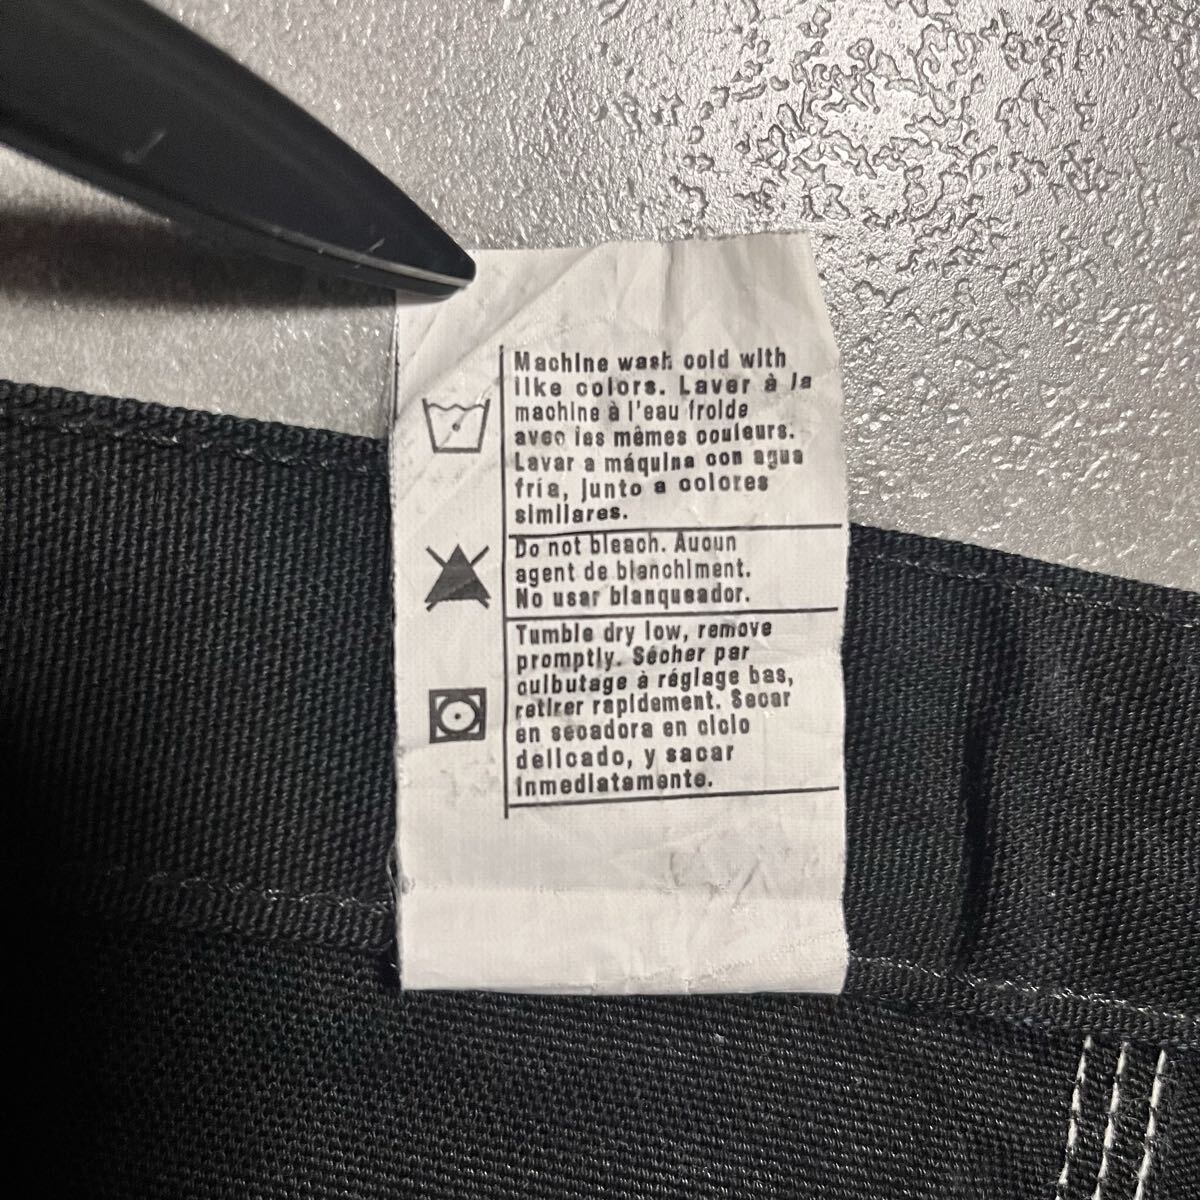 Machine wash cold with
like colors. Laver à la
machine à l'eau froide
avec les mêmes couleurs.
Lavar a máquina con agua
fría, junto a colores
similares.
Do not bleach. Aucun
agent de blanchiment.
No usar blanqueador.
Tumble dry low, remove
promptly. Sécher par
culbutage à réglage bas,
retirer rapidement. Secar
en secadora en ciclo
delicado, y sacar
inmediatamente.